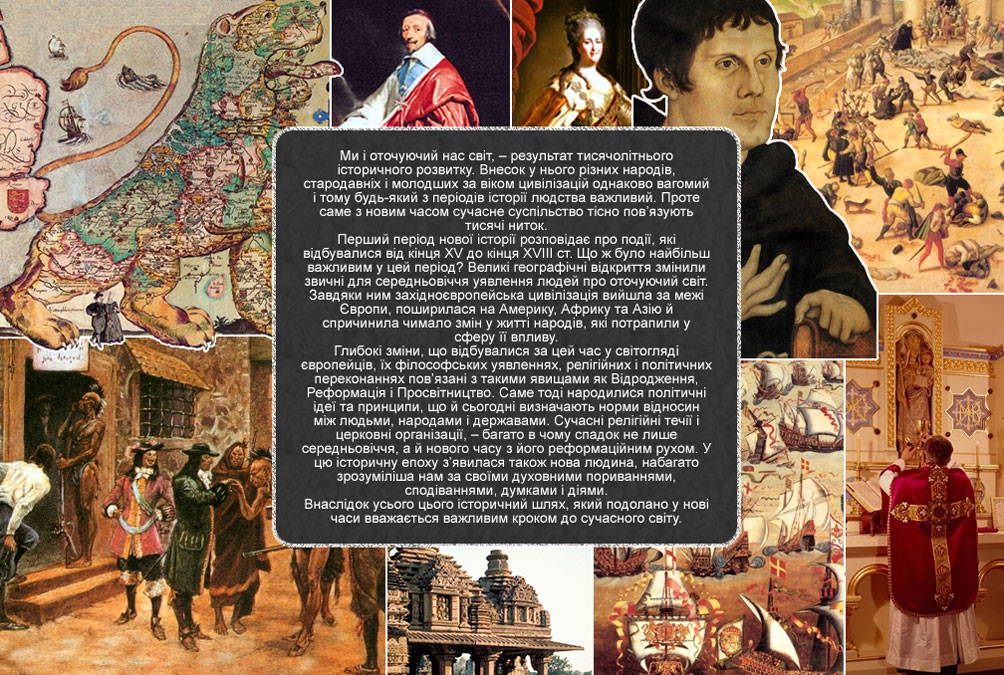 Ми і оточуючий нас світ, – результат тисячолітнього
історичного розвитку. Внесок у нього різних народів,
стародавніх і молодших за віком цивілізацій однаково вагомий
і тому будь-який з періодів історії людства важливий. Проте
саме з новим часом сучасне суспільство тісно пов’язують
тисячі ниток.
Перший період нової історії розповідає про події, які
відбувалися від кінця XV до кінця XVIII ст. Що ж було найбільш
важливим у цей період? Великі географічні відкриття змінили
звичні для середньовіччя уявлення людей про оточуючий світ.
Завдяки ним західноєвропейська цивілізація вийшла за межі
Європи, поширилася на Америку, Африку та Азію й
спричинила чимало змін у житті народів, які потрапили у
сферу її впливу.
Глибокі зміни, що відбувалися за цей час у світогляді
європейців, їх філософських уявленнях, релігійних і політичних
переконаннях пов’язані з такими явищами як Відродження,
Реформація і Просвітництво. Саме тоді народилися політичні
ідеї та принципи, що й сьогодні визначають норми відносин
між людьми, народами і державами. Сучасні релігійні течії і
церковні організації, – багато в чому спадок не лише
середньовіччя, а й нового часу з його реформаційним рухом. У
цю історичну епоху з’явилася також нова людина, набагато
зрозуміліша нам за своїми духовними пориваннями,
сподіваннями, думками і діями.
Внаслідок усього цього історичний шлях, який подолано у нові
часи вважається важливим кроком до сучасного світу.